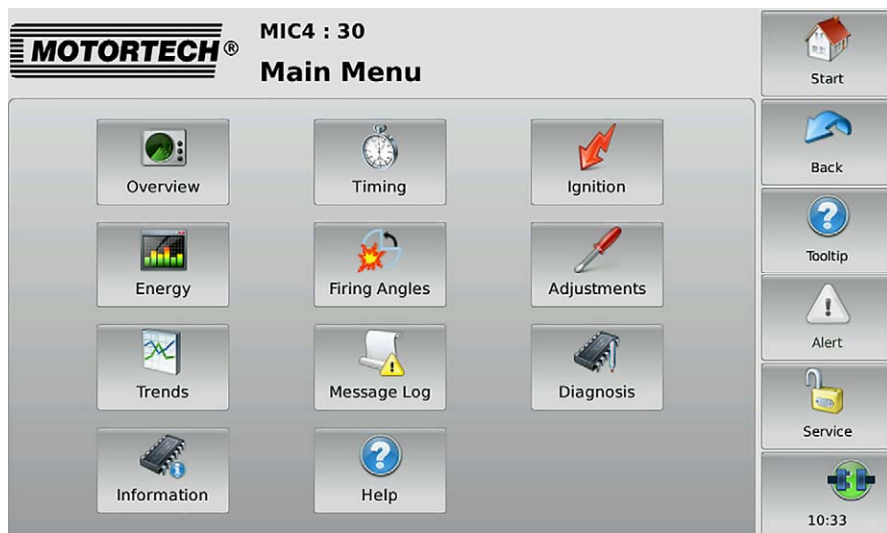 MOTORTECH®
MIC4 : 30
Main Menu
Overview
Timing
Ignition
Energy
Firing Angles
Adjustments
Trends
Message Log
Diagnosis
Information
Help
Start
Back
Tooltip
Alert
Service
10:33